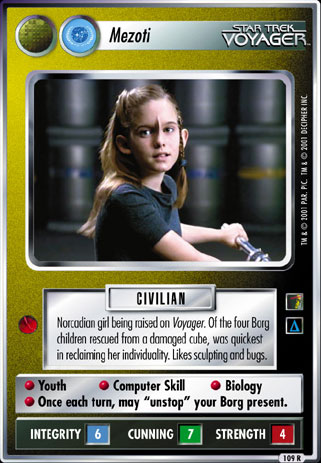 Mezoti
STAR TREK
VOYAGER™
TM & © 2001 PAR. PIC. TM & © 2001 DECIPHER INC.
CIVILIAN
Norcadian girl being raised on Voyager. Of the four Borg
children rescued from a damaged cube, was quickest
in reclaiming her individuality. Likes sculpting and bugs.
Youth Computer Skill Biology
Once each turn, may "unstop" your Borg present.
INTEGRITY 6 CUNNING 7 STRENGTH 4
109 R